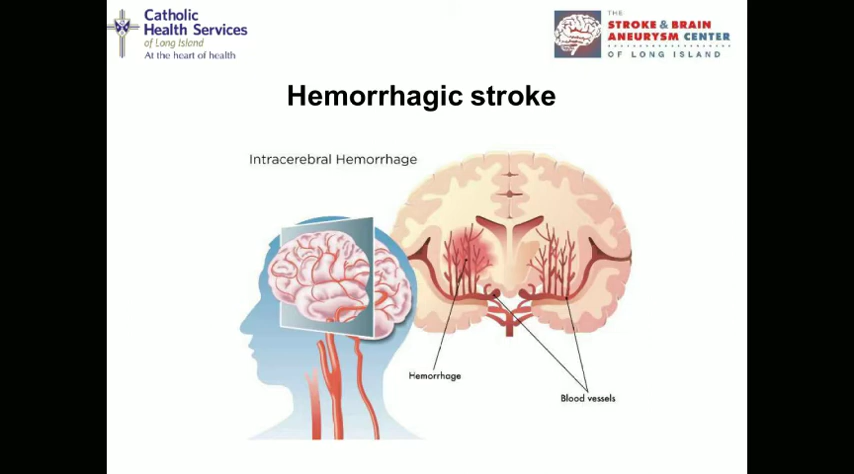 Catholic
Health Services
of Long Island
At the heart of health
THE
STROKE & BRAIN
ANEURYSM CENTER
OF LONG ISLAND
Hemorrhagic stroke
Intracerebral Hemorrhage
Hemorrhage
Blood vessels